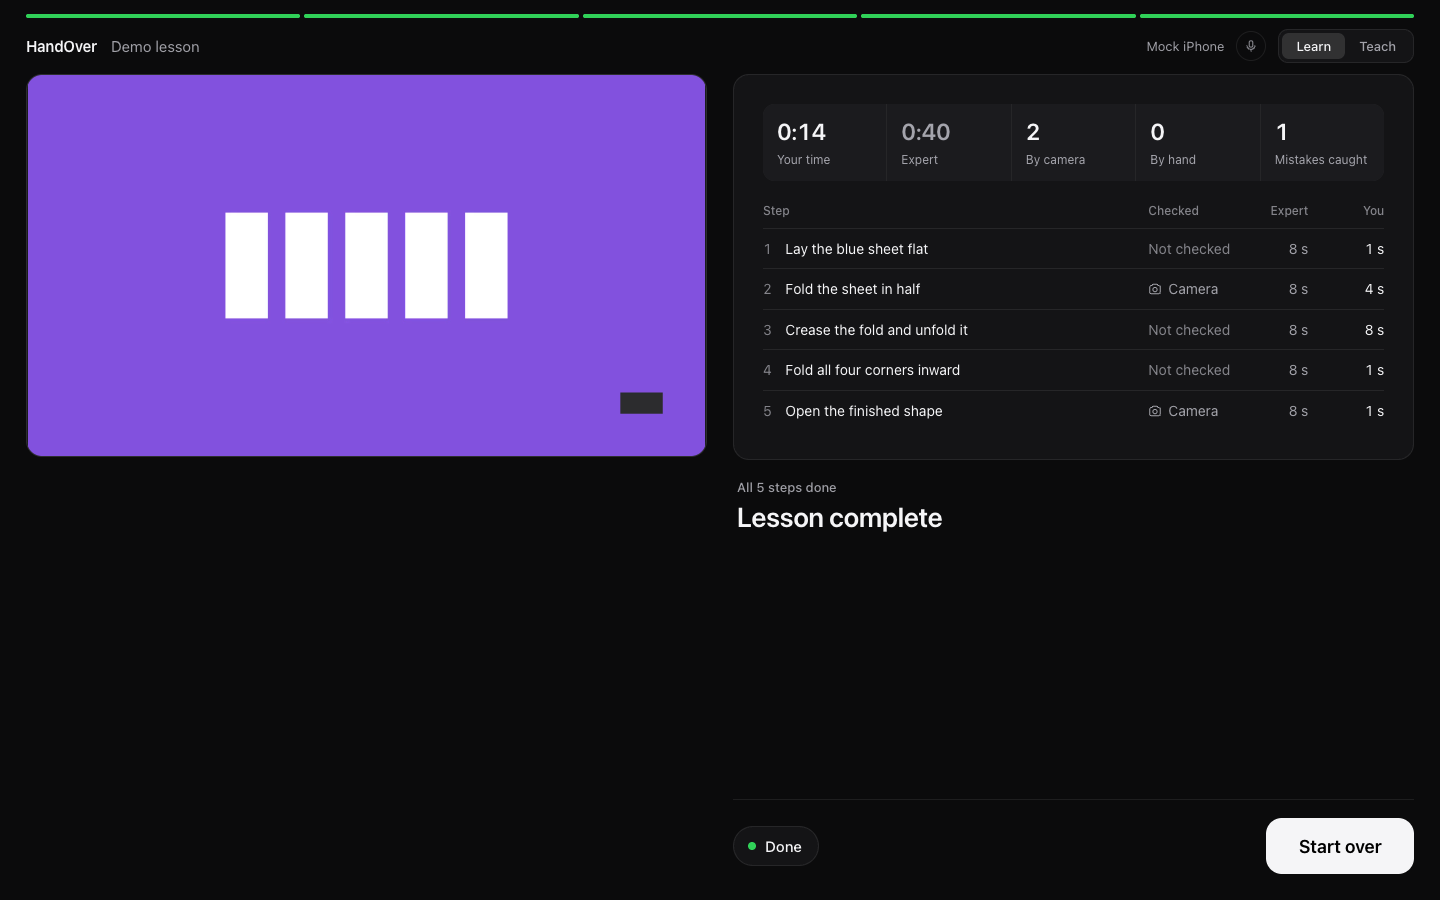 HandOver Demo lesson Mock iPhone Learn Teach
0:14 0:40 2 0 1
Your time Expert By camera By hand Mistakes caught
Step Checked Expert You
1 Lay the blue sheet flat Not checked 8 s 1 s
2 Fold the sheet in half Camera 8 s 4 s
3 Crease the fold and unfold it Not checked 8 s 8 s
4 Fold all four corners inward Not checked 8 s 1 s
5 Open the finished shape Camera 8 s 1 s
All 5 steps done
Lesson complete
Done Start over